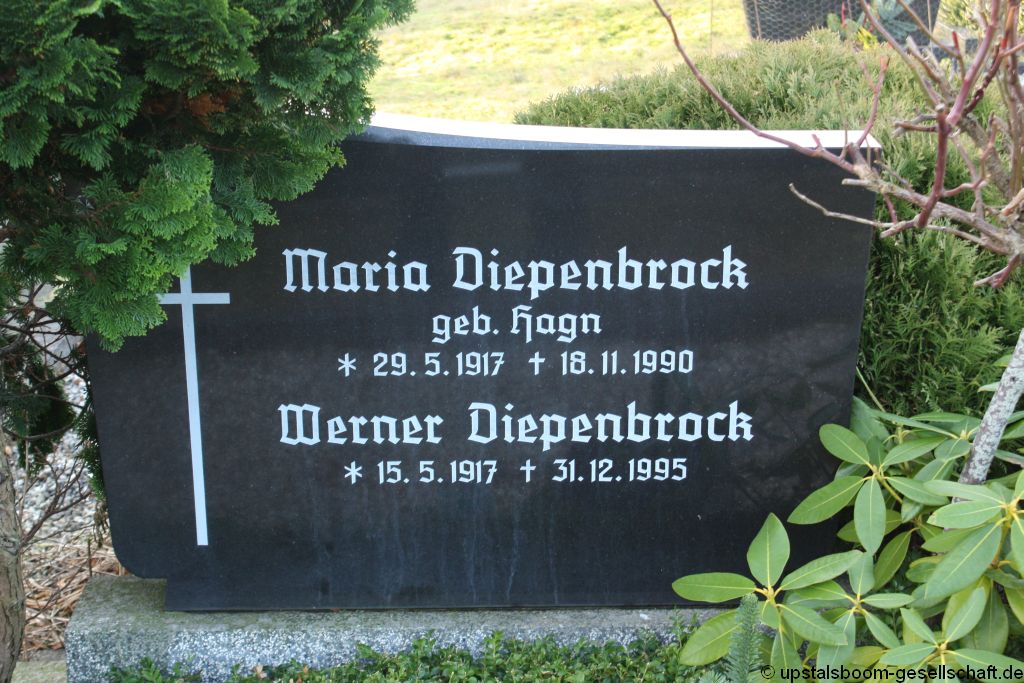 Maria Diepenbrock
geb. Hagn
* 29. 5. 1917 † 18. 11. 1990
Werner Diepenbrock
* 15. 5. 1917 † 31. 12. 1995
© upstalsboom-gesellschaft.de